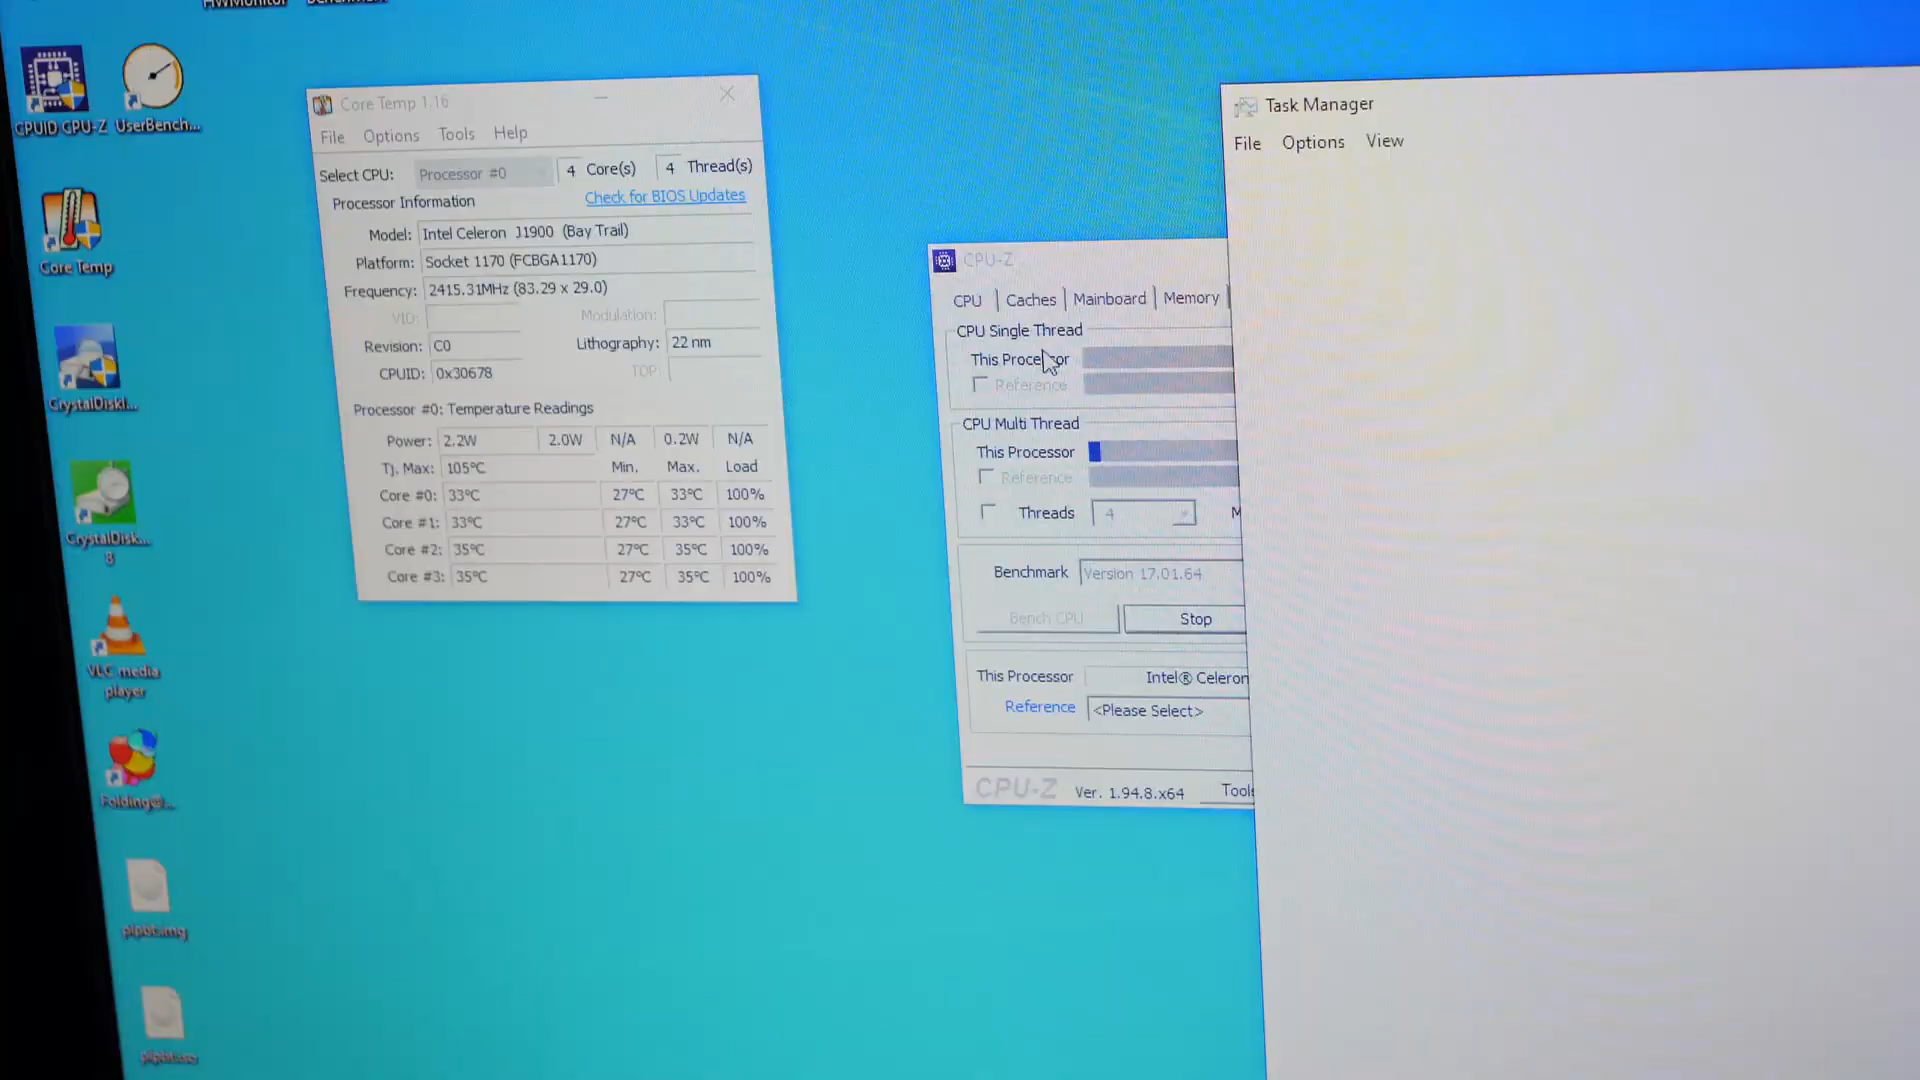 HWMonitor
CPUID CPU-Z
UserBench...
Core Temp
CrystalDiskI...
CrystalDisk...
8
VLC media
player
Folding@...
Core Temp 1.16
File Options Tools Help
Select CPU: Processor #0 4 Core(s) 4 Thread(s)
Processor Information Check for BIOS Updates
Model: Intel Celeron J1900 (Bay Trail)
Platform: Socket 1170 (FCBGA1170)
Frequency: 2415.31MHz (83.29 x 29.0)
VID: Modulation:
Revision: C0 Lithography: 22 nm
CPUID: 0x30678 TDP:
Processor #0: Temperature Readings
Power: 2.2W 2.0W N/A 0.2W N/A
Tj. Max: 105°C Min. Max. Load
Core #0: 33°C 27°C 33°C 100%
Core #1: 33°C 27°C 33°C 100%
Core #2: 35°C 27°C 35°C 100%
Core #3: 35°C 27°C 35°C 100%
CPU-Z
CPU Caches Mainboard Memory
CPU Single Thread
This Processor
Reference
CPU Multi Thread
This Processor
Reference
Threads 4 M
Benchmark Version 17.01.64
Bench CPU Stop
This Processor Intel® Celeron
Reference <Please Select>
CPU-Z Ver. 1.94.8.x64 Tools
Task Manager
File Options View